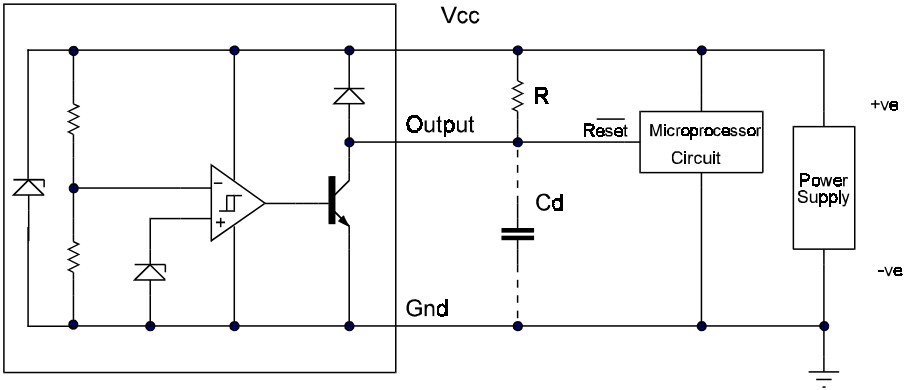 Vcc
+ve
R
Output
Reset
Microprocessor
Circuit
Power
Supply
−
+
Cd
-ve
Gnd